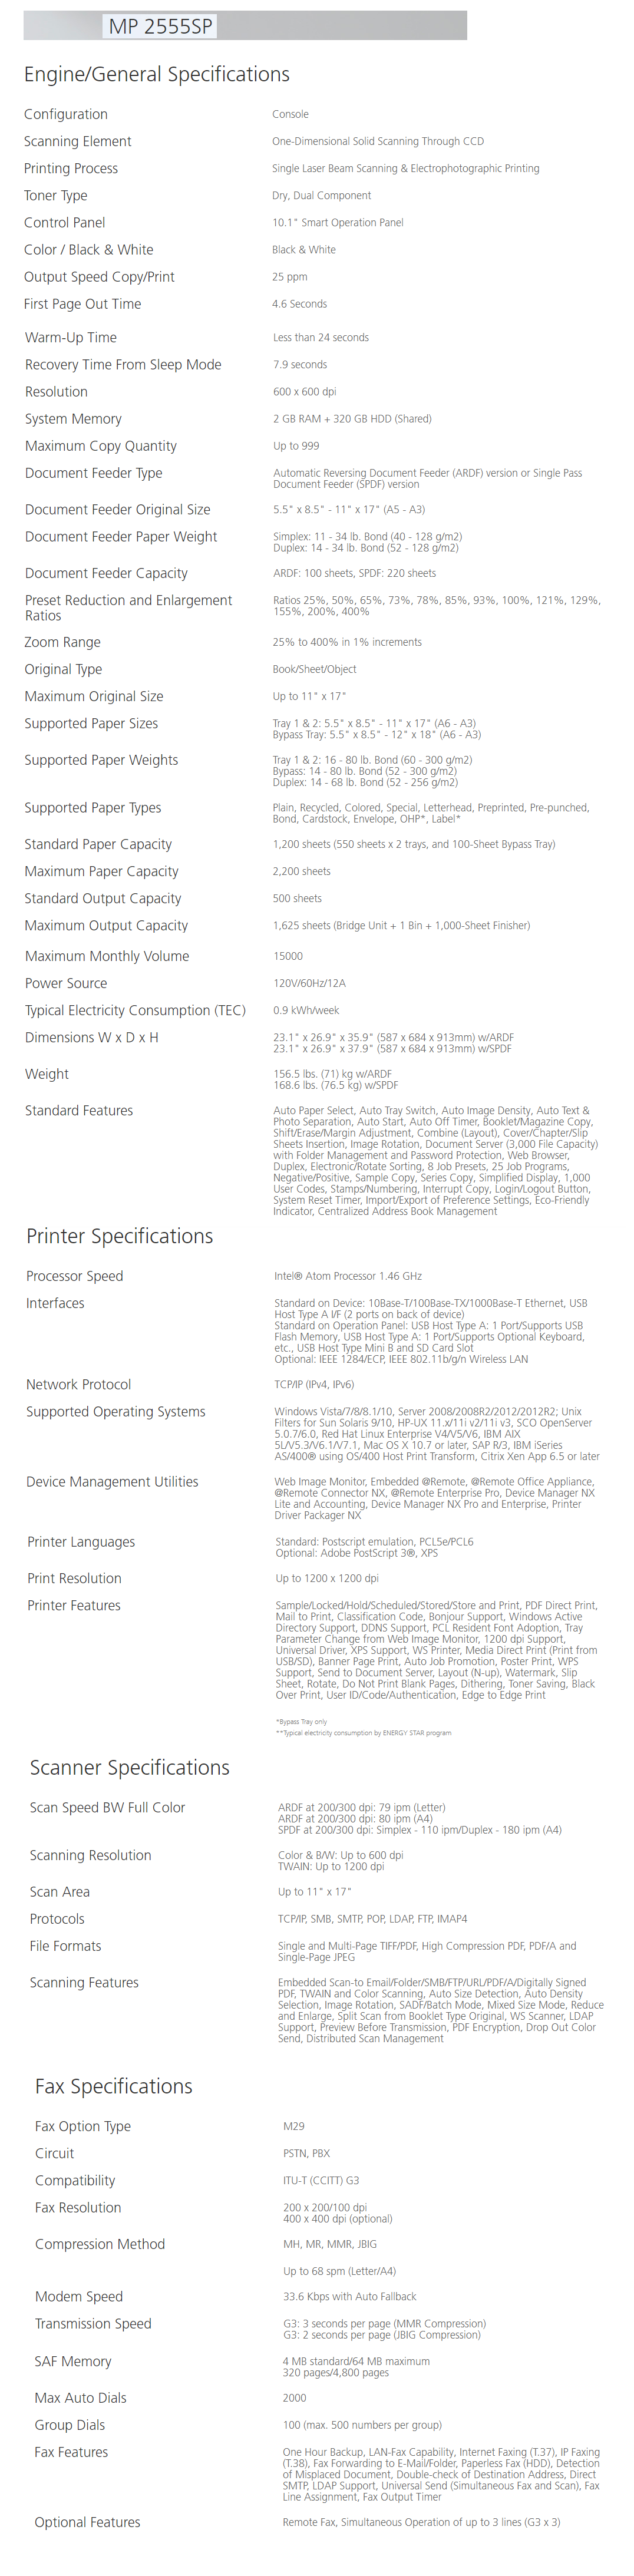 MP 2555SP
Engine/General Specifications
Configuration Console
Scanning Element One-Dimensional Solid Scanning Through CCD
Printing Process Single Laser Beam Scanning & Electrophotographic Printing
Toner Type Dry, Dual Component
Control Panel 10.1" Smart Operation Panel
Color / Black & White Black & White
Output Speed Copy/Print 25 ppm
First Page Out Time 4.6 Seconds
Warm-Up Time Less than 24 seconds
Recovery Time From Sleep Mode 7.9 seconds
Resolution 600 x 600 dpi
System Memory 2 GB RAM + 320 GB HDD (Shared)
Maximum Copy Quantity Up to 999
Document Feeder Type Automatic Reversing Document Feeder (ARDF) version or Single Pass
Document Feeder (SPDF) version
Document Feeder Original Size 5.5" x 8.5" - 11" x 17" (A5 - A3)
Document Feeder Paper Weight Simplex: 11 - 34 lb. Bond (40 - 128 g/m2)
Duplex: 14 - 34 lb. Bond (52 - 128 g/m2)
Document Feeder Capacity ARDF: 100 sheets, SPDF: 220 sheets
Preset Reduction and Enlargement Ratios 25%, 50%, 65%, 73%, 78%, 85%, 93%, 100%, 121%, 129%,
Ratios 155%, 200%, 400%
Zoom Range 25% to 400% in 1% increments
Original Type Book/Sheet/Object
Maximum Original Size Up to 11" x 17"
Supported Paper Sizes Tray 1 & 2: 5.5" x 8.5" - 11" x 17" (A6 - A3)
Bypass Tray: 5.5" x 8.5" - 12" x 18" (A6 - A3)
Supported Paper Weights Tray 1 & 2: 16 - 80 lb. Bond (60 - 300 g/m2)
Bypass: 14 - 80 lb. Bond (52 - 300 g/m2)
Duplex: 14 - 68 lb. Bond (52 - 256 g/m2)
Supported Paper Types Plain, Recycled, Colored, Special, Letterhead, Preprinted, Pre-punched,
Bond, Cardstock, Envelope, OHP*, Label*
Standard Paper Capacity 1,200 sheets (550 sheets x 2 trays, and 100-Sheet Bypass Tray)
Maximum Paper Capacity 2,200 sheets
Standard Output Capacity 500 sheets
Maximum Output Capacity 1,625 sheets (Bridge Unit + 1 Bin + 1,000-Sheet Finisher)
Maximum Monthly Volume 15000
Power Source 120V/60Hz/12A
Typical Electricity Consumption (TEC) 0.9 kWh/week
Dimensions W x D x H 23.1" x 26.9" x 35.9" (587 x 684 x 913mm) w/ARDF
23.1" x 26.9" x 37.9" (587 x 684 x 913mm) w/SPDF
Weight 156.5 lbs. (71) kg w/ARDF
168.6 lbs. (76.5 kg) w/SPDF
Standard Features Auto Paper Select, Auto Tray Switch, Auto Image Density, Auto Text &
Photo Separation, Auto Start, Auto Off Timer, Booklet/Magazine Copy,
Shift/Erase/Margin Adjustment, Combine (Layout), Cover/Chapter/Slip
Sheets Insertion, Image Rotation, Document Server (3,000 File Capacity)
with Folder Management and Password Protection, Web Browser,
Duplex, Electronic/Rotate Sorting, 8 Job Presets, 25 Job Programs,
Negative/Positive, Sample Copy, Series Copy, Simplified Display, 1,000
User Codes, Stamps/Numbering, Interrupt Copy, Login/Logout Button,
System Reset Timer, Import/Export of Preference Settings, Eco-Friendly
Indicator, Centralized Address Book Management
Printer Specifications
Processor Speed Intel® Atom Processor 1.46 GHz
Interfaces Standard on Device: 10Base-T/100Base-TX/1000Base-T Ethernet, USB
Host Type A I/F (2 ports on back of device)
Standard on Operation Panel: USB Host Type A: 1 Port/Supports USB
Flash Memory, USB Host Type A: 1 Port/Supports Optional Keyboard,
etc., USB Host Type Mini B and SD Card Slot
Optional: IEEE 1284/ECP, IEEE 802.11b/g/n Wireless LAN
Network Protocol TCP/IP (IPv4, IPv6)
Supported Operating Systems Windows Vista/7/8/8.1/10, Server 2008/2008R2/2012/2012R2; Unix
Filters for Sun Solaris 9/10, HP-UX 11.x/11i v2/11i v3, SCO OpenServer
5.0.7/6.0, Red Hat Linux Enterprise V4/V5/V6, IBM AIX
5L/V5.3/V6.1/V7.1, Mac OS X 10.7 or later, SAP R/3, IBM iSeries
AS/400® using OS/400 Host Print Transform, Citrix Xen App 6.5 or later
Device Management Utilities Web Image Monitor, Embedded @Remote, @Remote Office Appliance,
@Remote Connector NX, @Remote Enterprise Pro, Device Manager NX
Lite and Accounting, Device Manager NX Pro and Enterprise, Printer
Driver Packager NX
Printer Languages Standard: Postscript emulation, PCL5e/PCL6
Optional: Adobe PostScript 3®, XPS
Print Resolution Up to 1200 x 1200 dpi
Printer Features Sample/Locked/Hold/Scheduled/Stored/Store and Print, PDF Direct Print,
Mail to Print, Classification Code, Bonjour Support, Windows Active
Directory Support, DDNS Support, PCL Resident Font Adoption, Tray
Parameter Change from Web Image Monitor, 1200 dpi Support,
Universal Driver, XPS Support, WS Printer, Media Direct Print (Print from
USB/SD), Banner Page Print, Auto Job Promotion, Poster Print, WPS
Support, Send to Document Server, Layout (N-up), Watermark, Slip
Sheet, Rotate, Do Not Print Blank Pages, Dithering, Toner Saving, Black
Over Print, User ID/Code/Authentication, Edge to Edge Print
*Bypass Tray only
**Typical electricity consumption by ENERGY STAR program
Scanner Specifications
Scan Speed BW Full Color ARDF at 200/300 dpi: 79 ipm (Letter)
ARDF at 200/300 dpi: 80 ipm (A4)
SPDF at 200/300 dpi: Simplex - 110 ipm/Duplex - 180 ipm (A4)
Scanning Resolution Color & B/W: Up to 600 dpi
TWAIN: Up to 1200 dpi
Scan Area Up to 11" x 17"
Protocols TCP/IP, SMB, SMTP, POP, LDAP, FTP, IMAP4
File Formats Single and Multi-Page TIFF/PDF, High Compression PDF, PDF/A and
Single-Page JPEG
Scanning Features Embedded Scan-to Email/Folder/SMB/FTP/URL/PDF/A/Digitally Signed
PDF, TWAIN and Color Scanning, Auto Size Detection, Auto Density
Selection, Image Rotation, SADF/Batch Mode, Mixed Size Mode, Reduce
and Enlarge, Split Scan from Booklet Type Original, WS Scanner, LDAP
Support, Preview Before Transmission, PDF Encryption, Drop Out Color
Send, Distributed Scan Management
Fax Specifications
Fax Option Type M29
Circuit PSTN, PBX
Compatibility ITU-T (CCITT) G3
Fax Resolution 200 x 200/100 dpi
400 x 400 dpi (optional)
Compression Method MH, MR, MMR, JBIG
Up to 68 spm (Letter/A4)
Modem Speed 33.6 Kbps with Auto Fallback
Transmission Speed G3: 3 seconds per page (MMR Compression)
G3: 2 seconds per page (JBIG Compression)
SAF Memory 4 MB standard/64 MB maximum
320 pages/4,800 pages
Max Auto Dials 2000
Group Dials 100 (max. 500 numbers per group)
Fax Features One Hour Backup, LAN-Fax Capability, Internet Faxing (T.37), IP Faxing
(T.38), Fax Forwarding to E-Mail/Folder, Paperless Fax (HDD), Detection
of Misplaced Document, Double-check of Destination Address, Direct
SMTP, LDAP Support, Universal Send (Simultaneous Fax and Scan), Fax
Line Assignment, Fax Output Timer
Optional Features Remote Fax, Simultaneous Operation of up to 3 lines (G3 x 3)